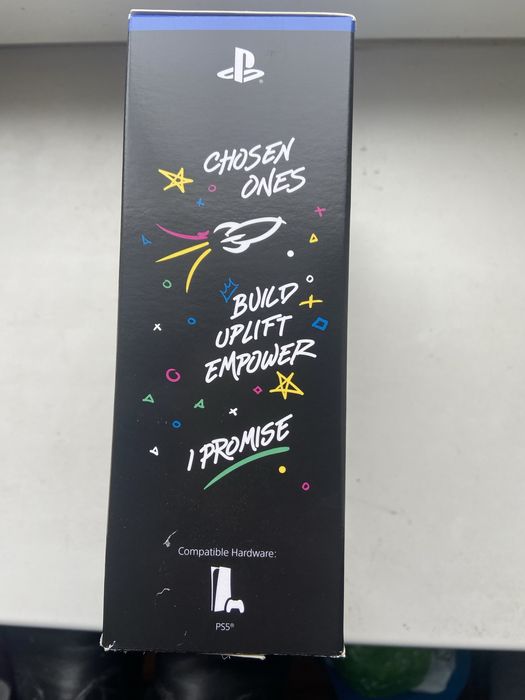 CHOSEN
ONES
BUILD
UPLIFT
EMPOWER
I PROMISE
Compatible Hardware:
PS5®